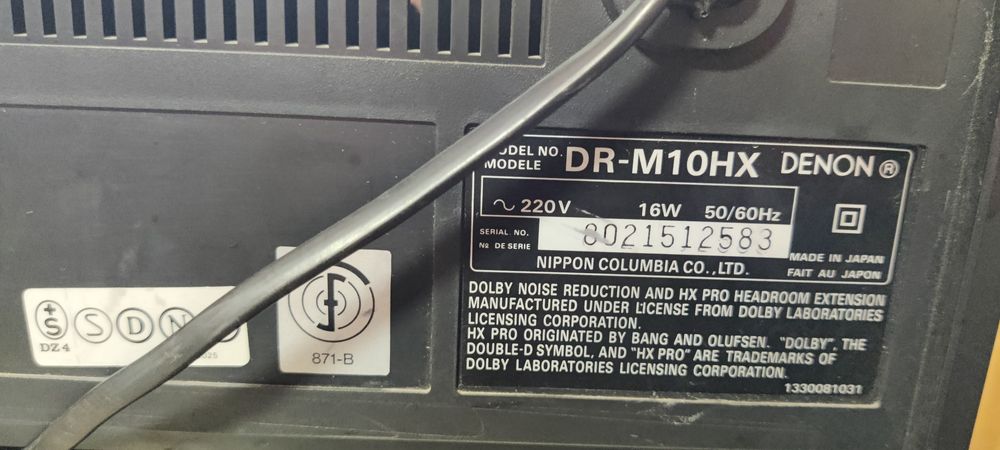 MODEL NO.
MODELE
DR-M10HX DENON®
~ 220V 16W 50/60Hz
SERIAL NO.
Nº DE SERIE
8021512583
MADE IN JAPAN
FAIT AU JAPON
NIPPON COLUMBIA CO.,LTD.
DOLBY NOISE REDUCTION AND HX PRO HEADROOM EXTENSION
MANUFACTURED UNDER LICENSE FROM DOLBY LABORATORIES
LICENSING CORPORATION.
HX PRO ORIGINATED BY BANG AND OLUFSEN. "DOLBY", THE
DOUBLE-D SYMBOL, AND "HX PRO" ARE TRADEMARKS OF
DOLBY LABORATORIES LICENSING CORPORATION.
1330081031
+S S D N
DZ4
871-B